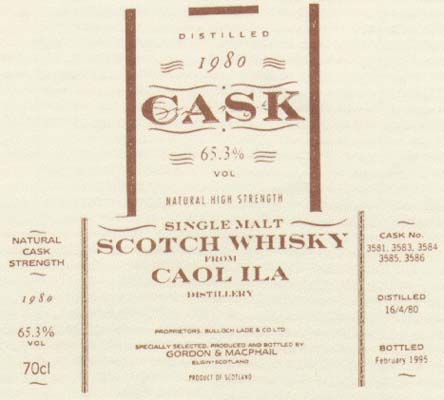 DISTILLED
1980
CASK
65.3%
VOL
NATURAL HIGH STRENGTH
SINGLE MALT
SCOTCH WHISKY
FROM
CAOL ILA
DISTILLERY
PROPRIETORS. BULLOCH LADE & CO LTD
SPECIALLY SELECTED, PRODUCED AND BOTTLED BY
GORDON & MACPHAIL
ELGIN • SCOTLAND
PRODUCT OF SCOTLAND
NATURAL
CASK
STRENGTH
1980
65.3%
VOL
70cl
CASK No.
3581, 3583, 3584
3585, 3586
DISTILLED
16/4/80
BOTTLED
February 1995